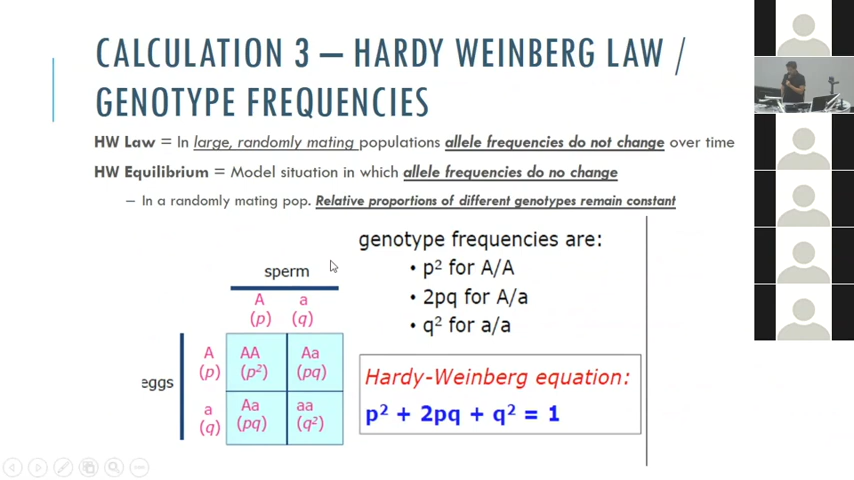 CALCULATION 3 – HARDY WEINBERG LAW /
GENOTYPE FREQUENCIES
HW Law = In large, randomly mating populations allele frequencies do not change over time
HW Equilibrium = Model situation in which allele frequencies do no change
– In a randomly mating pop. Relative proportions of different genotypes remain constant
genotype frequencies are:
• p² for A/A
• 2pq for A/a
• q² for a/a
sperm
A a
(p) (q)
eggs
A AA Aa
(p) (p²) (pq)
a Aa aa
(q) (pq) (q²)
Hardy-Weinberg equation:
p² + 2pq + q² = 1